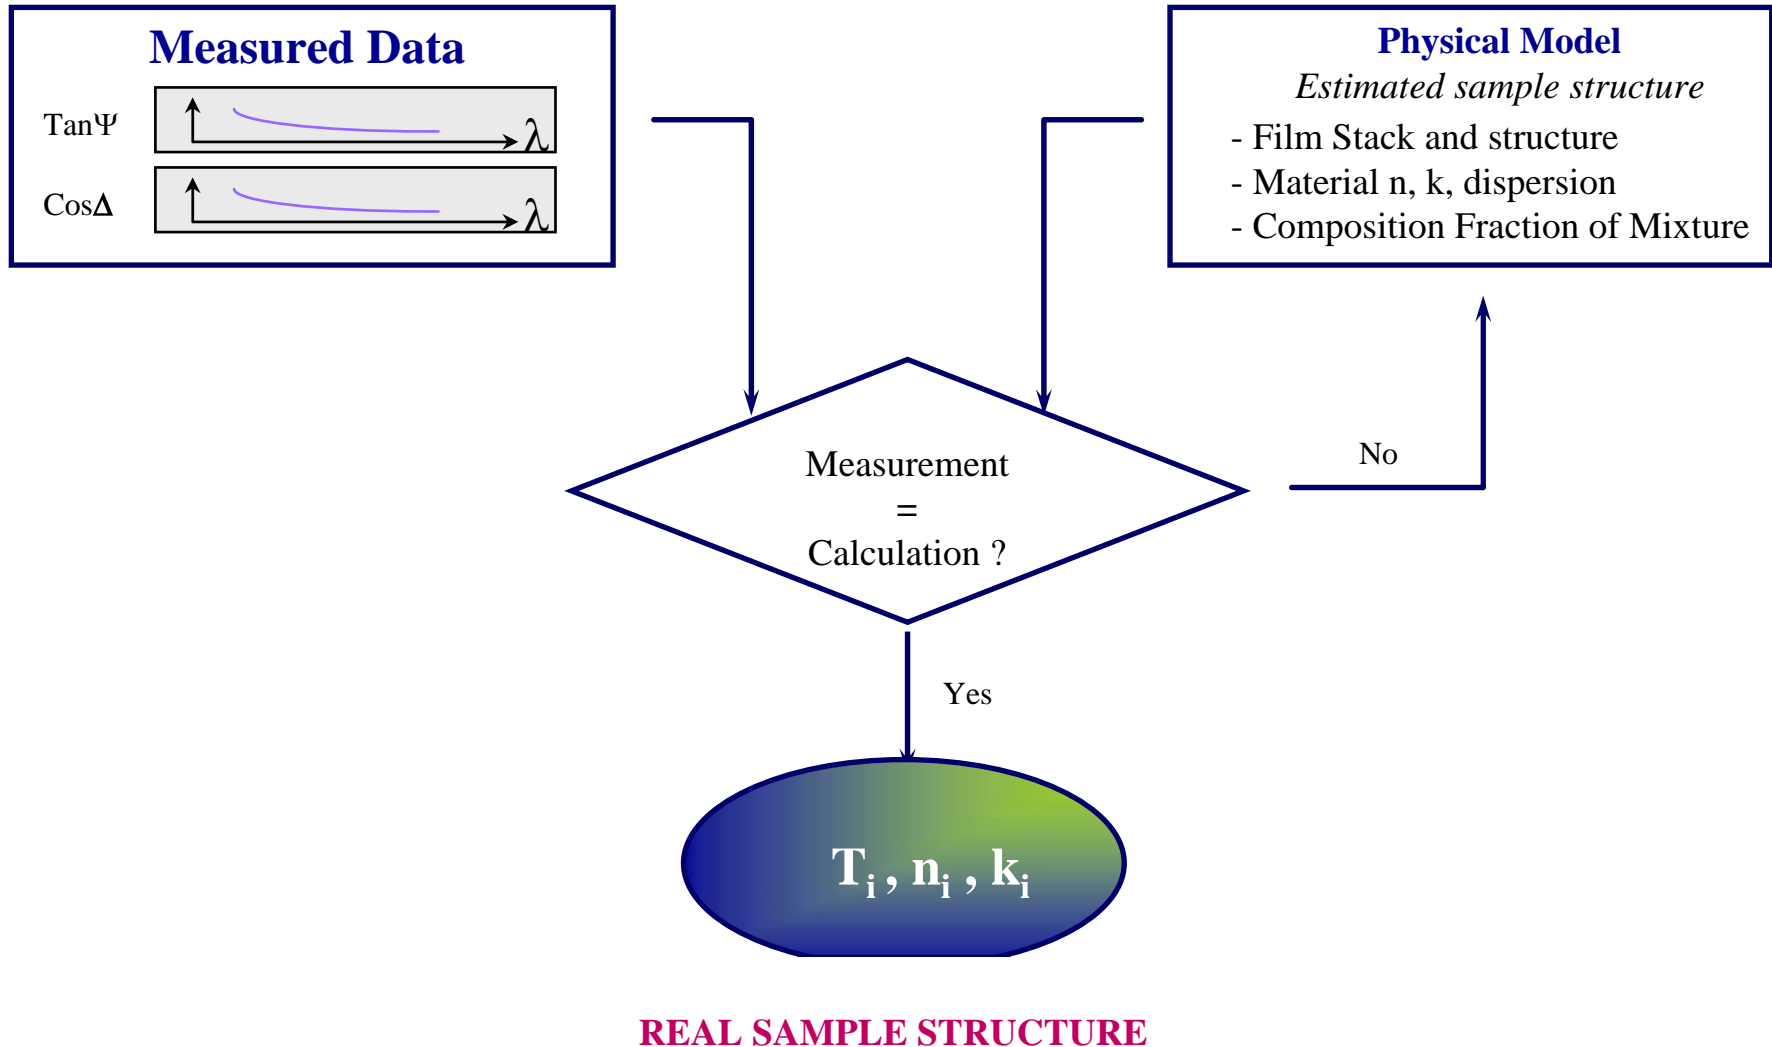 Measured Data
TanΨ
λ
CosΔ
λ
Physical Model
Estimated sample structure
- Film Stack and structure
- Material n, k, dispersion
- Composition Fraction of Mixture
Measurement
=
Calculation ?
No
Yes
Ti , ni , ki
REAL SAMPLE STRUCTURE